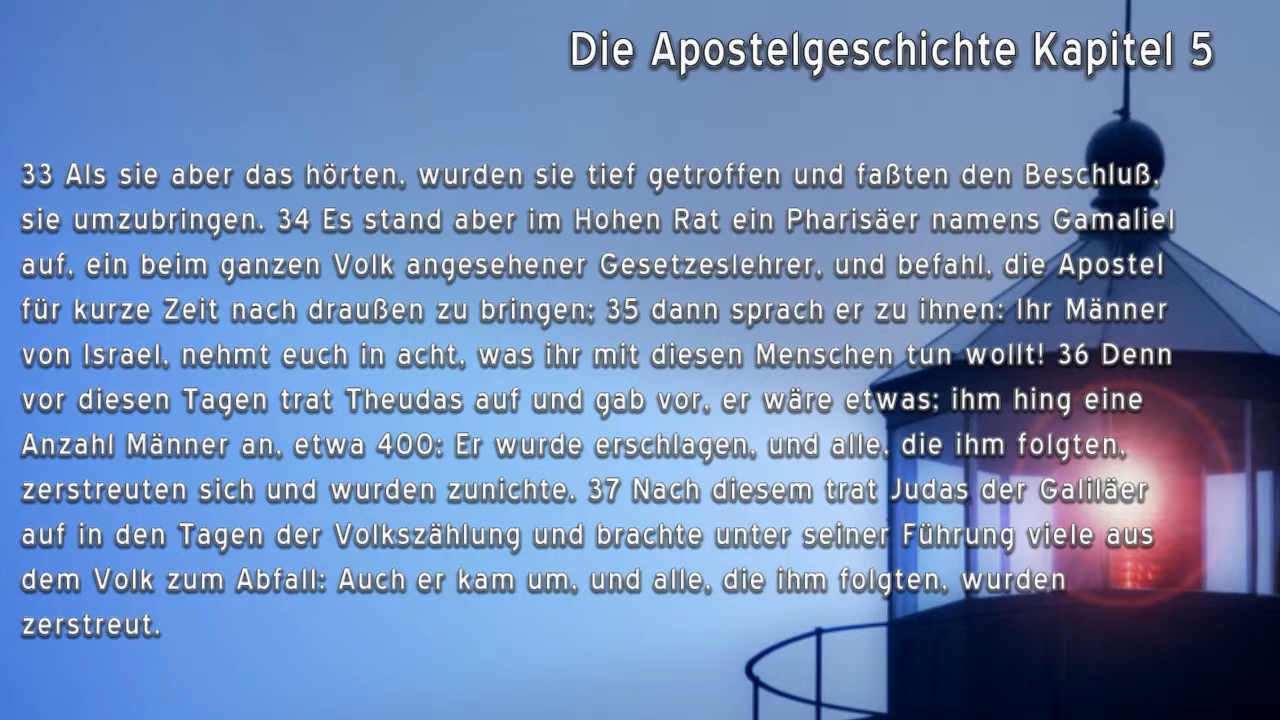 Die Apostelgeschichte Kapitel 5
33 Als sie aber das hörten, wurden sie tief getroffen und faßten den Beschluß,
sie umzubringen. 34 Es stand aber im Hohen Rat ein Pharisäer namens Gamaliel
auf, ein beim ganzen Volk angesehener Gesetzeslehrer, und befahl, die Apostel
für kurze Zeit nach draußen zu bringen; 35 dann sprach er zu ihnen: Ihr Männer
von Israel, nehmt euch in acht, was ihr mit diesen Menschen tun wollt! 36 Denn
vor diesen Tagen trat Theudas auf und gab vor, er wäre etwas; ihm hing eine
Anzahl Männer an, etwa 400: Er wurde erschlagen, und alle, die ihm folgten,
zerstreuten sich und wurden zunichte. 37 Nach diesem trat Judas der Galiläer
auf in den Tagen der Volkszählung und brachte unter seiner Führung viele aus
dem Volk zum Abfall: Auch er kam um, und alle, die ihm folgten, wurden
zerstreut.